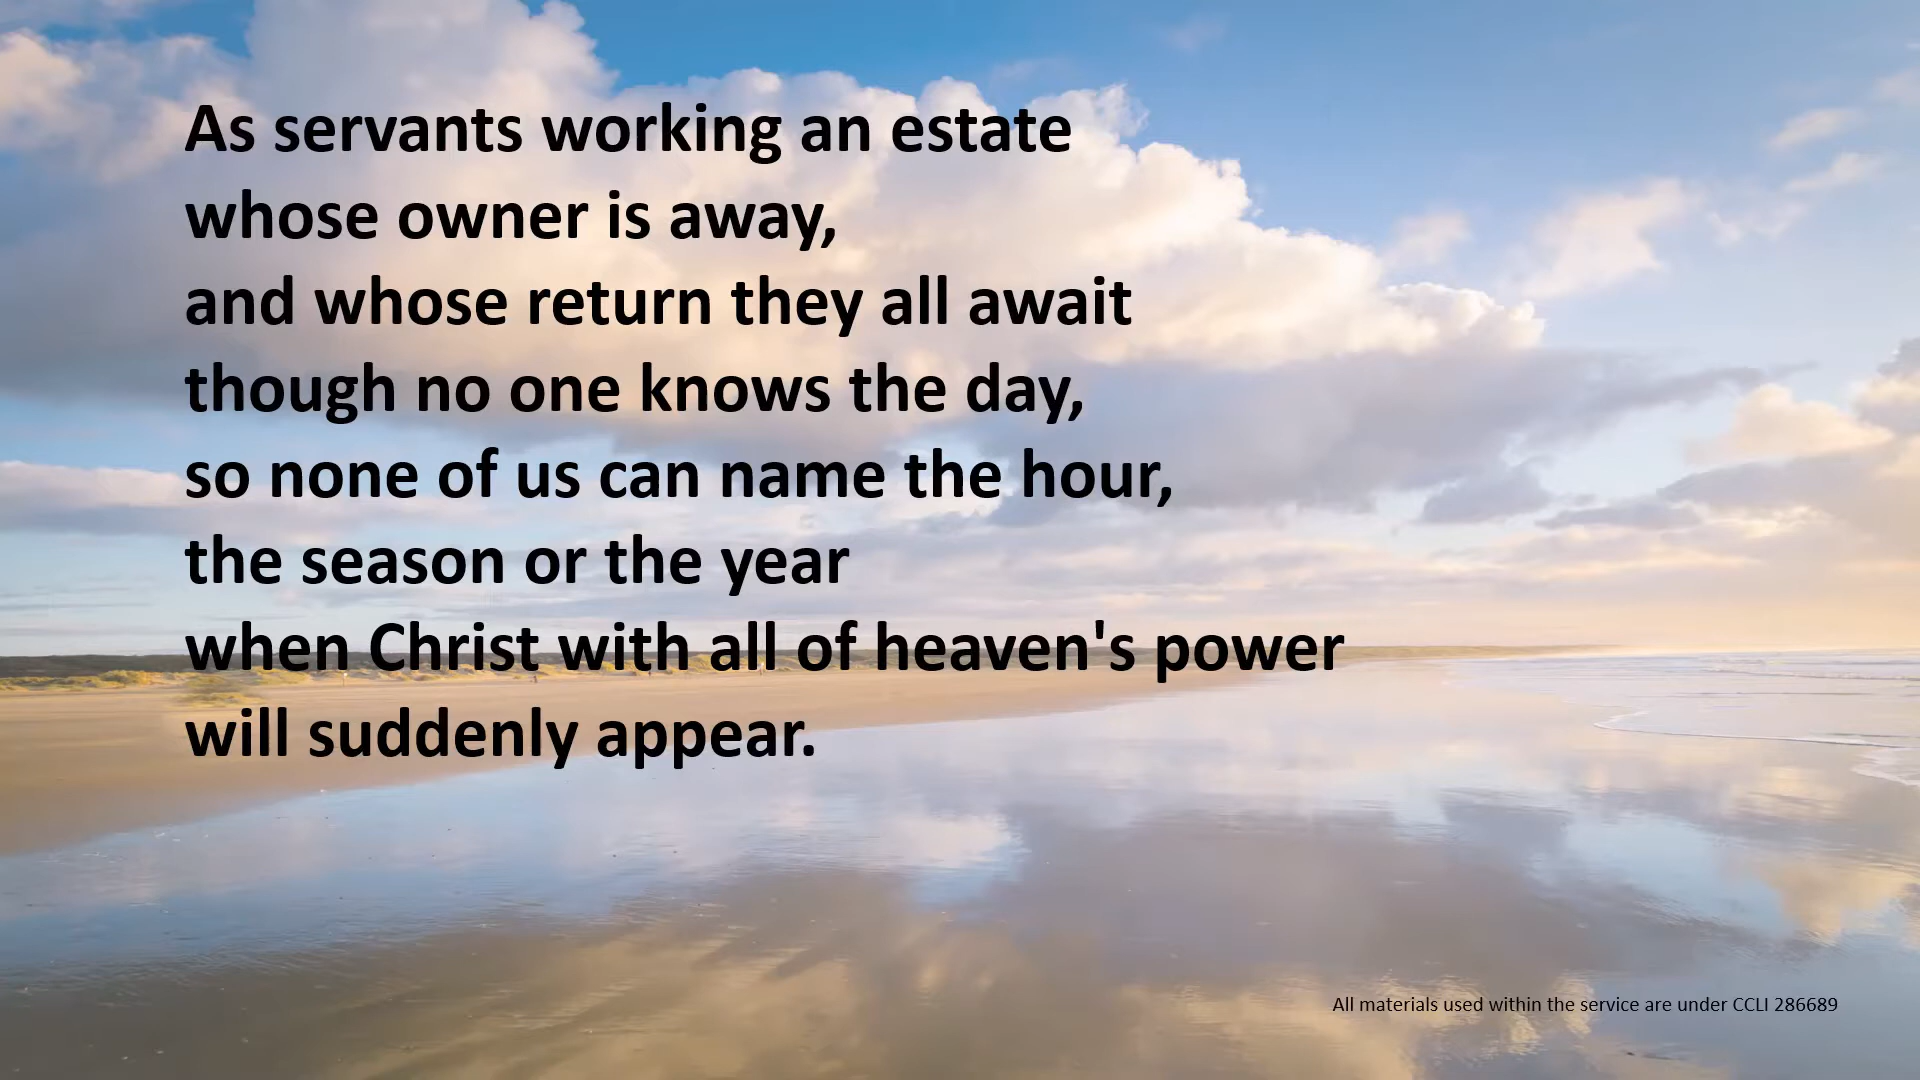 As servants working an estate
whose owner is away,
and whose return they all await
though no one knows the day,
so none of us can name the hour,
the season or the year
when Christ with all of heaven's power
will suddenly appear.
All materials used within the service are under CCLI 286689